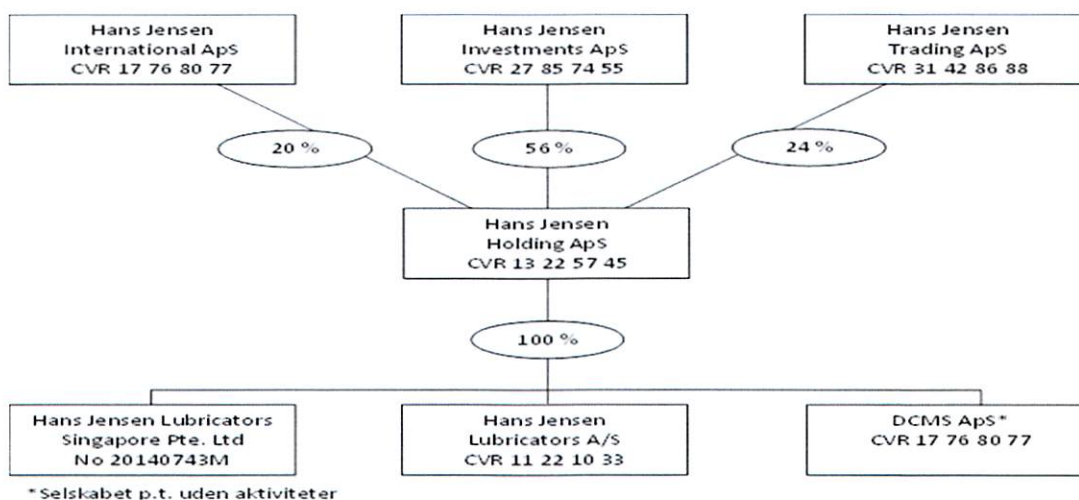 Hans Jensen
International ApS
CVR 17 76 80 77
Hans Jensen
Investments ApS
CVR 27 85 74 55
Hans Jensen
Trading ApS
CVR 31 42 86 88
20 %
56 %
24 %
Hans Jensen
Holding ApS
CVR 13 22 57 45
100 %
Hans Jensen Lubricators
Singapore Pte. Ltd
No 20140743M
Hans Jensen
Lubricators A/S
CVR 11 22 10 33
DCMS ApS*
CVR 17 76 80 77
*Selskabet p.t. uden aktiviteter